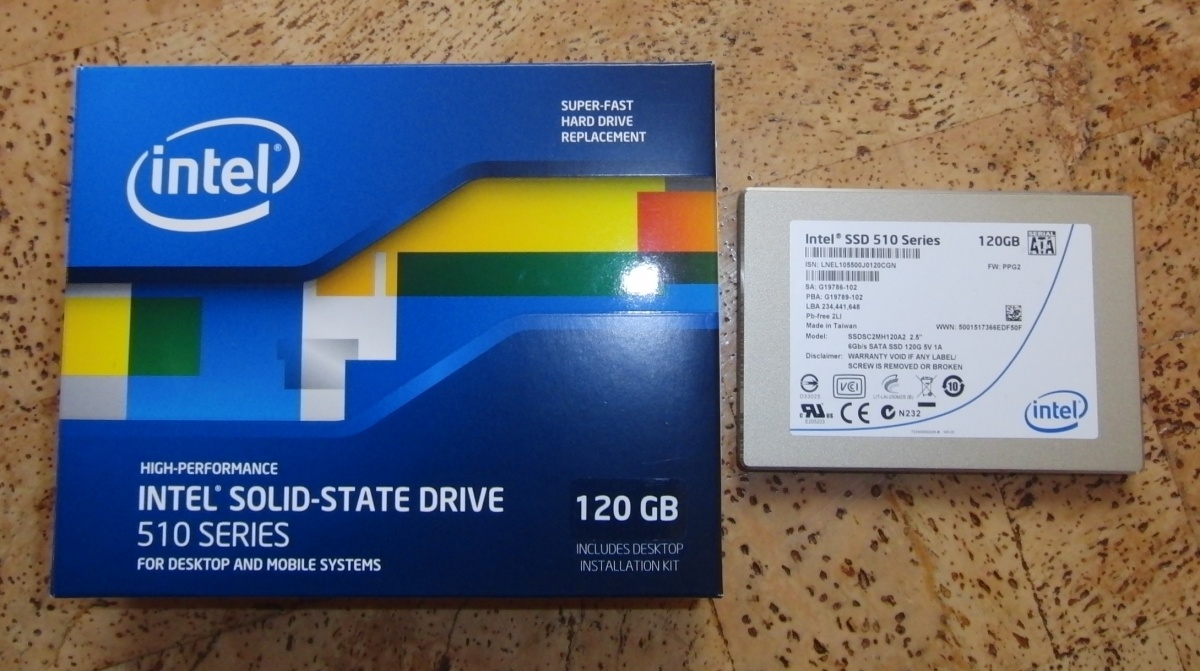 intel®
SUPER-FAST
HARD DRIVE
REPLACEMENT
HIGH-PERFORMANCE
INTEL® SOLID-STATE DRIVE
510 SERIES
FOR DESKTOP AND MOBILE SYSTEMS
120 GB
INCLUDES DESKTOP
INSTALLATION KIT
Intel® SSD 510 Series 120GB
SERIAL ATA
ISN: LNEL105500J0120CGN FW: PPG2
SA: G19786-102
PBA: G19789-102
LBA 234,441,648
Pb-free 2LI
Made in Taiwan WWN: 5001517366EDF50F
Model: SSDSC2MH120A2 2.5"
6Gb/s SATA SSD 120G 5V 1A
Disclaimer: WARRANTY VOID IF ANY LABEL/
SCREW IS REMOVED OR BROKEN
VCI
10
c UL us CE N232
intel